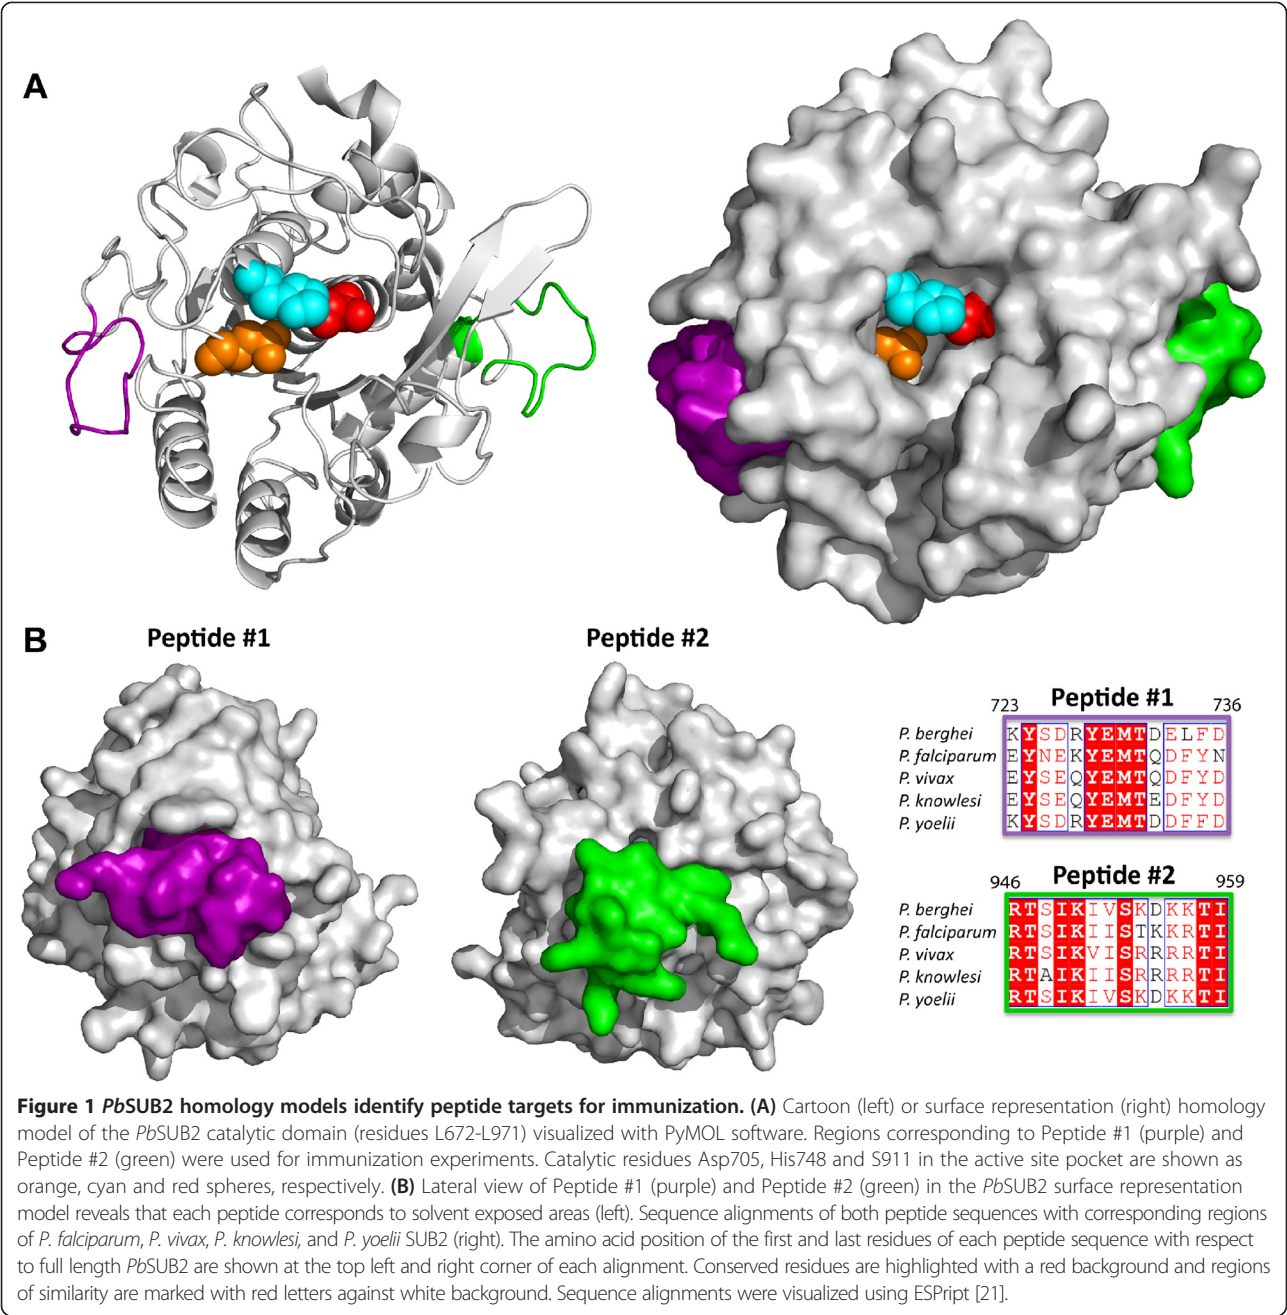 A
B
Peptide #1
Peptide #2
723 Peptide #1 736
P. berghei KYSDRYEMTDELFD
P. falciparum EYNEKYEMTQDFYN
P. vivax EYSEQYEMTQDFYD
P. knowlesi EYSEQYEMTEDFYD
P. yoelii KYSDRYEMTDDFFD
946 Peptide #2 959
P. berghei RTSIKIVSKDKKTI
P. falciparum RTSIKIISTKKRTI
P. vivax RTSIKVISRRRRTI
P. knowlesi RTAIKIISRRRRTI
P. yoelii RTSIKIVSKDKKTI
Figure 1 PbSUB2 homology models identify peptide targets for immunization. (A) Cartoon (left) or surface representation (right) homology
model of the PbSUB2 catalytic domain (residues L672-L971) visualized with PyMOL software. Regions corresponding to Peptide #1 (purple) and
Peptide #2 (green) were used for immunization experiments. Catalytic residues Asp705, His748 and S911 in the active site pocket are shown as
orange, cyan and red spheres, respectively. (B) Lateral view of Peptide #1 (purple) and Peptide #2 (green) in the PbSUB2 surface representation
model reveals that each peptide corresponds to solvent exposed areas (left). Sequence alignments of both peptide sequences with corresponding regions
of P. falciparum, P. vivax, P. knowlesi, and P. yoelii SUB2 (right). The amino acid position of the first and last residues of each peptide sequence with respect
to full length PbSUB2 are shown at the top left and right corner of each alignment. Conserved residues are highlighted with a red background and regions
of similarity are marked with red letters against white background. Sequence alignments were visualized using ESPript [21].